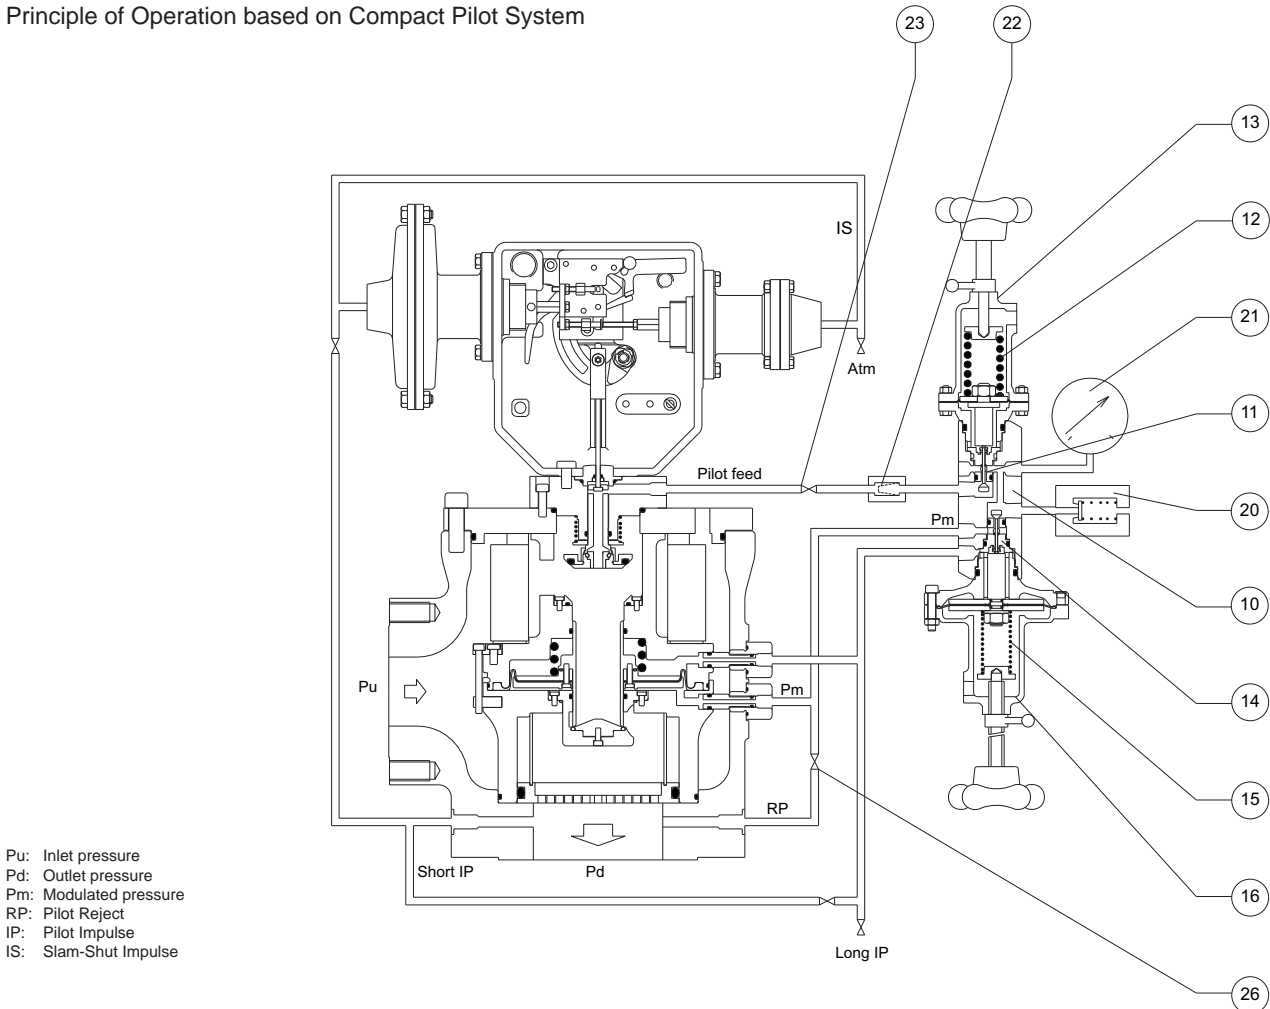 Principle of Operation based on Compact Pilot System
23
22
13
12
IS
21
Atm
11
Pilot feed
20
Pm
10
Pu
Pm
14
15
RP
Pu: Inlet pressure
Pd: Outlet pressure
Pm: Modulated pressure
RP: Pilot Reject
IP: Pilot Impulse
IS: Slam-Shut Impulse
Short IP
Pd
16
Long IP
26